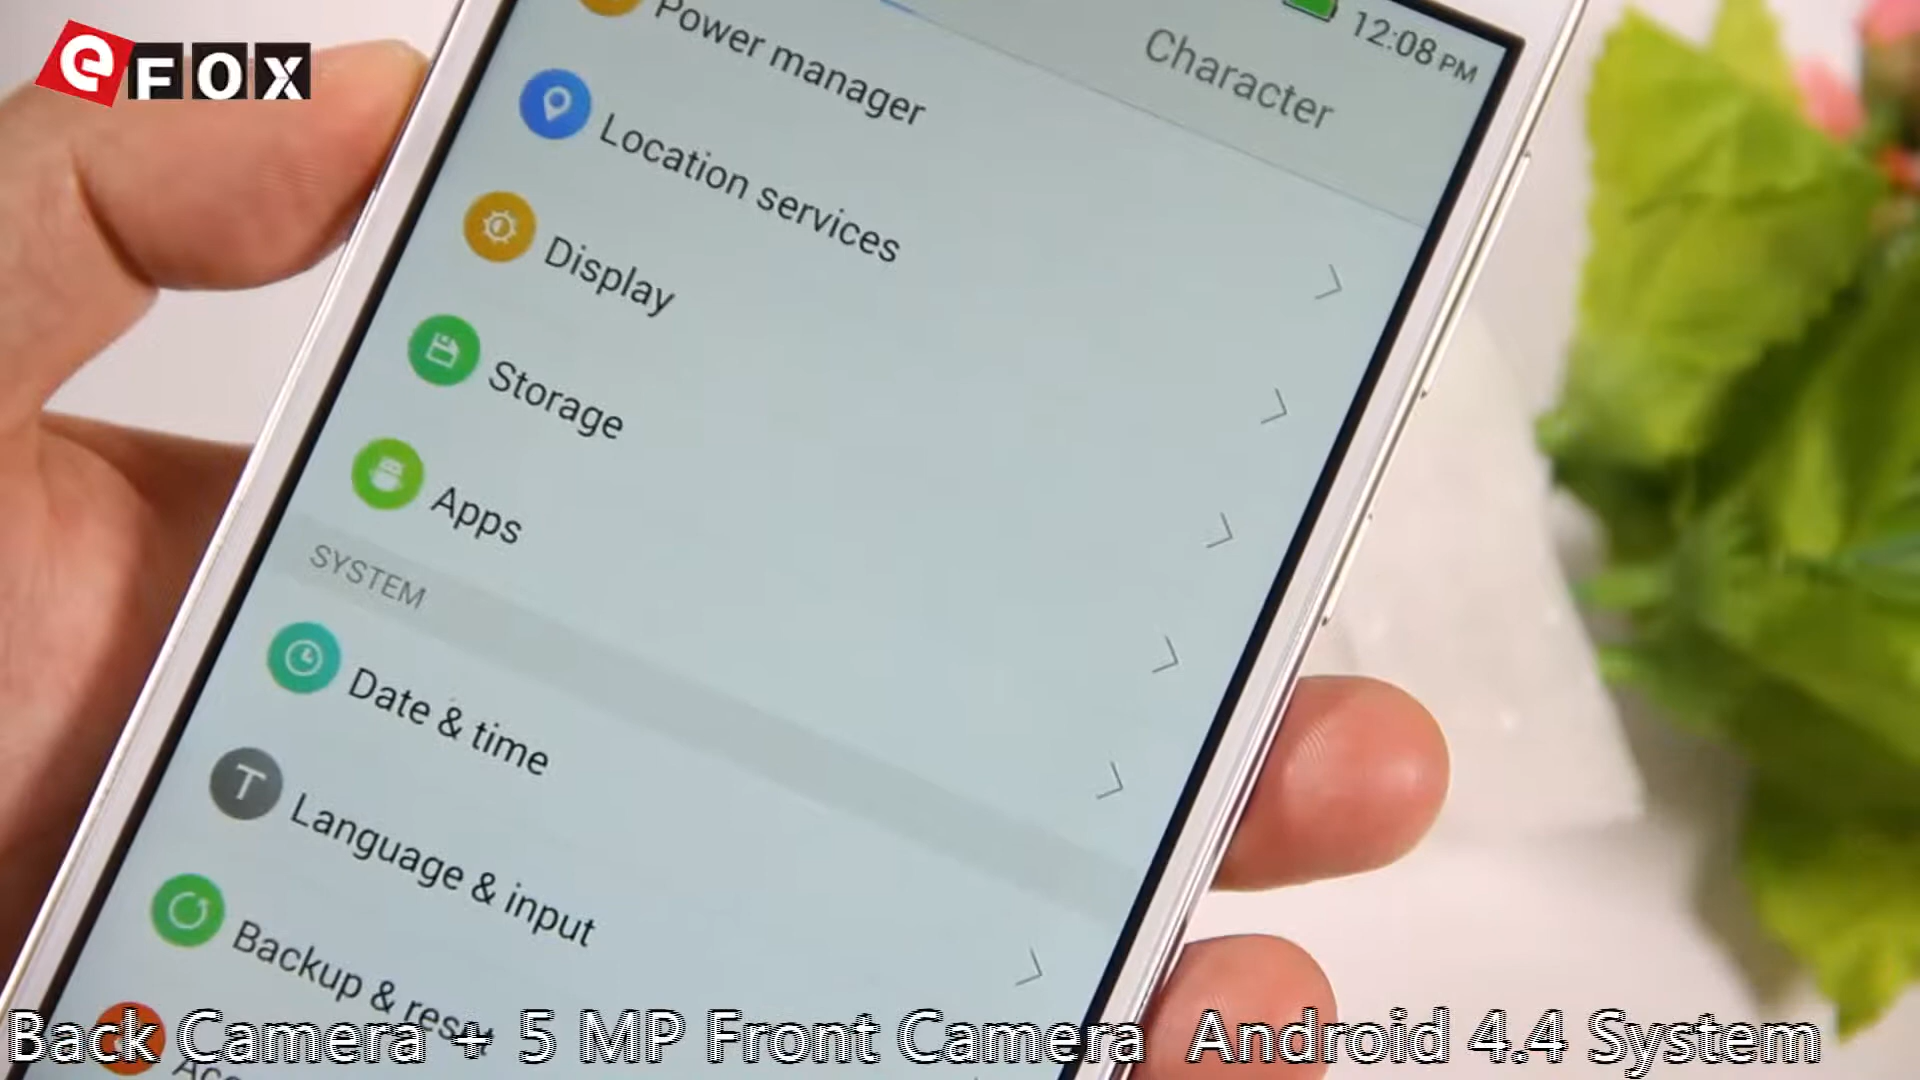 eFOX
12:08 PM
Character
Power manager
Location services
Display
Storage
Apps
SYSTEM
Date & time
Language & input
Backup & reset
Back Camera + 5 MP Front Camera Android 4.4 System